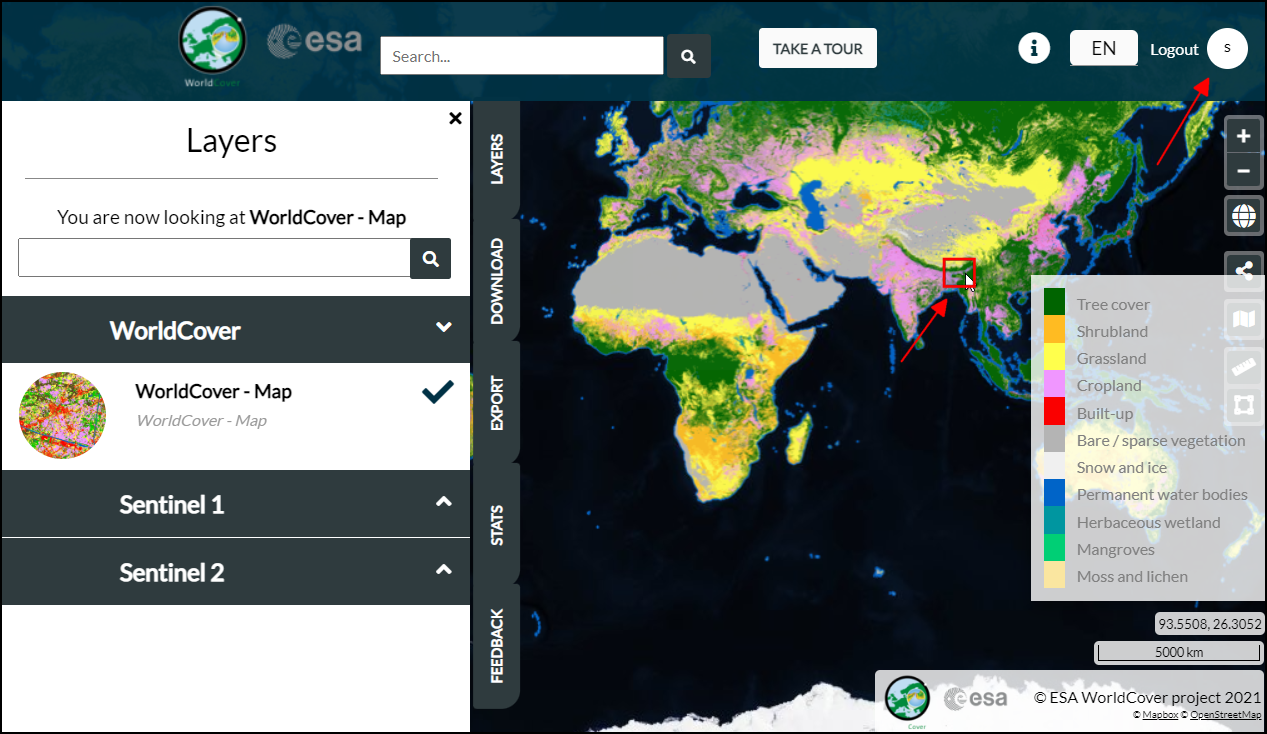 WorldCover
esa
Search...
TAKE A TOUR
EN
Logout
S
Layers
You are now looking at WorldCover - Map
WorldCover
WorldCover - Map
WorldCover - Map
Sentinel 1
Sentinel 2
LAYERS
DOWNLOAD
EXPORT
STATS
FEEDBACK
Tree cover
Shrubland
Grassland
Cropland
Built-up
Bare / sparse vegetation
Snow and ice
Permanent water bodies
Herbaceous wetland
Mangroves
Moss and lichen
93.5508, 26.3052
5000 km
Cover
esa
© ESA WorldCover project 2021
© Mapbox © OpenStreetMap